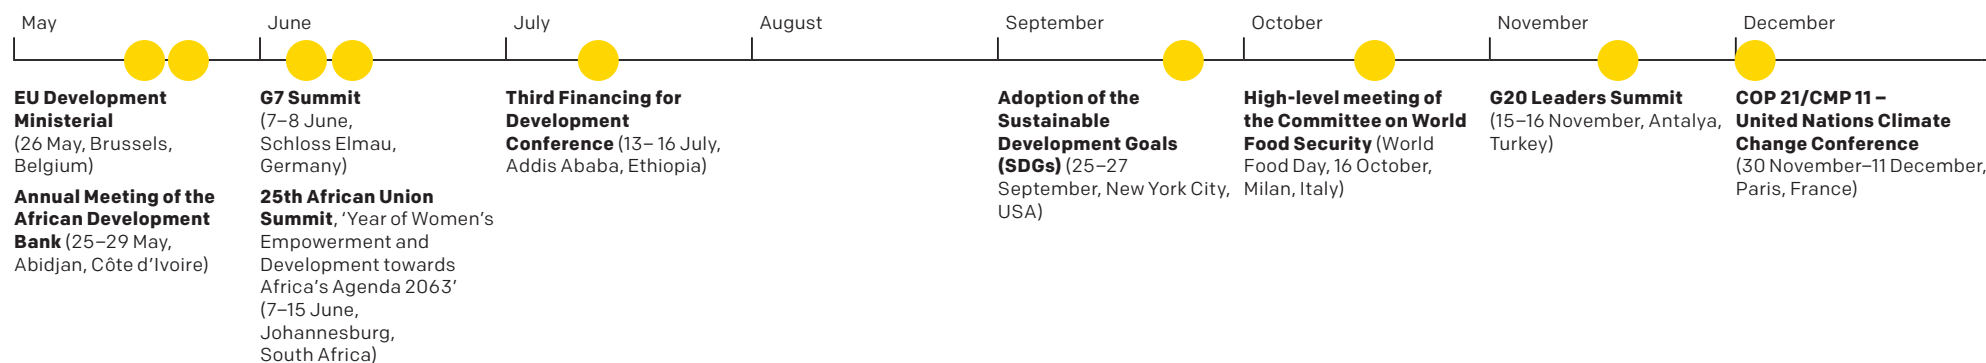 May
June
July
August
September
October
November
December
EU Development
Ministerial
(26 May, Brussels,
Belgium)
Annual Meeting of the
African Development
Bank (25–29 May,
Abidjan, Côte d’Ivoire)
G7 Summit
(7–8 June,
Schloss Elmau,
Germany)
25th African Union
Summit, ‘Year of Women’s
Empowerment and
Development towards
Africa’s Agenda 2063’
(7–15 June,
Johannesburg,
South Africa)
Third Financing for
Development
Conference (13– 16 July,
Addis Ababa, Ethiopia)
Adoption of the
Sustainable
Development Goals
(SDGs) (25–27
September, New York City,
USA)
High-level meeting of
the Committee on World
Food Security (World
Food Day, 16 October,
Milan, Italy)
G20 Leaders Summit
(15–16 November, Antalya,
Turkey)
COP 21/CMP 11 –
United Nations Climate
Change Conference
(30 November–11 December,
Paris, France)